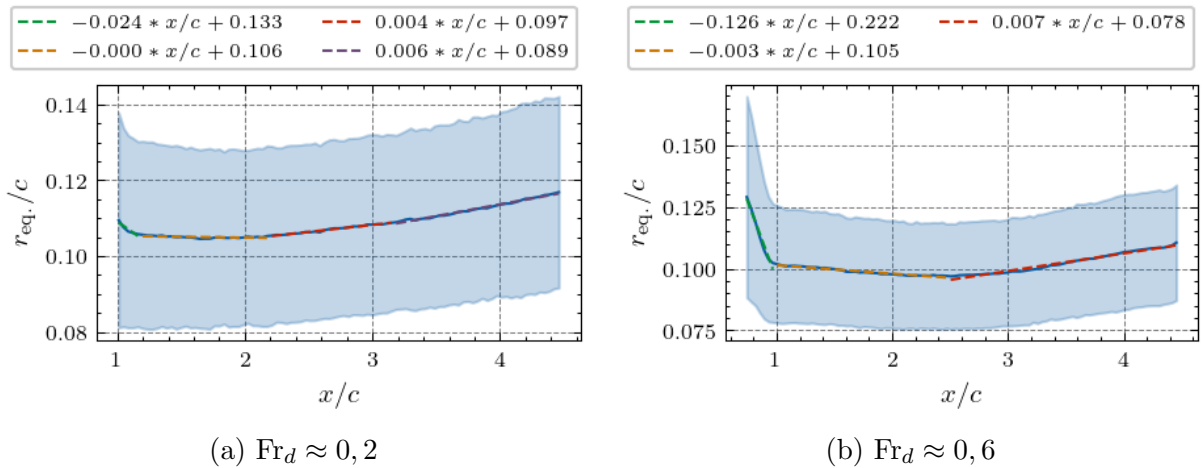 −0.024 ∗ x/c + 0.133
0.004 ∗ x/c + 0.097
−0.000 ∗ x/c + 0.106
0.006 ∗ x/c + 0.089
0.14
0.12
0.10
0.08
r_eq./c
1 2 3 4
x/c
(a) Fr_d ≈ 0, 2
−0.126 ∗ x/c + 0.222
0.007 ∗ x/c + 0.078
−0.003 ∗ x/c + 0.105
0.150
0.125
0.100
0.075
r_eq./c
1 2 3 4
x/c
(b) Fr_d ≈ 0, 6